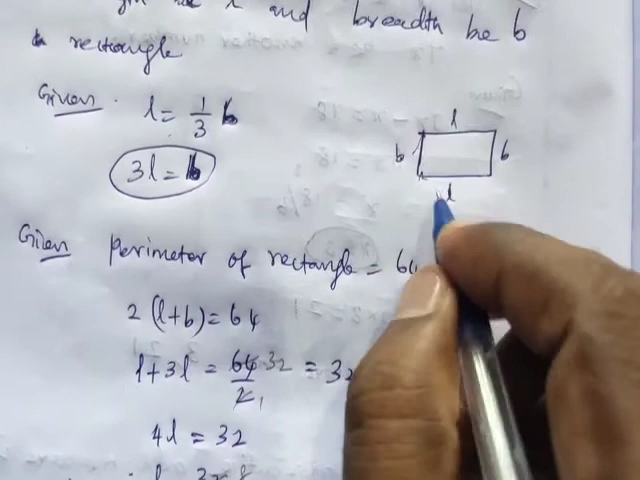 l and breadth be b
rectangle
Given. l = 1/3 b
3l = b
l
b b
l
Given perimeter of rectangle = 64
2 (l+b) = 64
l+3l = 64/2 32 1 = 32
4l = 32